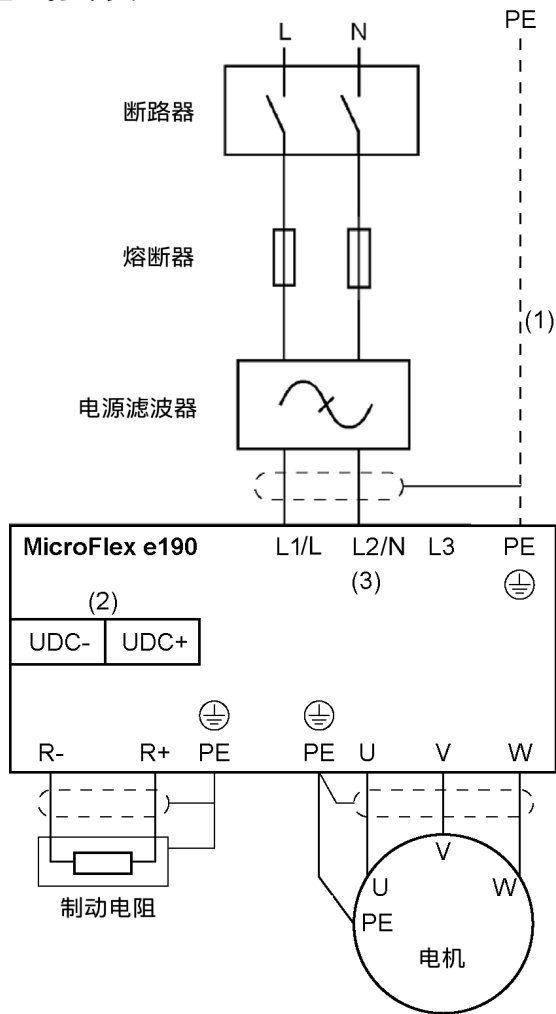 PE
L N
断路器
熔断器
(1)
电源滤波器
MicroFlex e190 L1/L L2/N L3 PE
(3)
(2)
UDC- UDC+
R- R+ PE PE U V W
V
U W
PE
制动电阻
电机